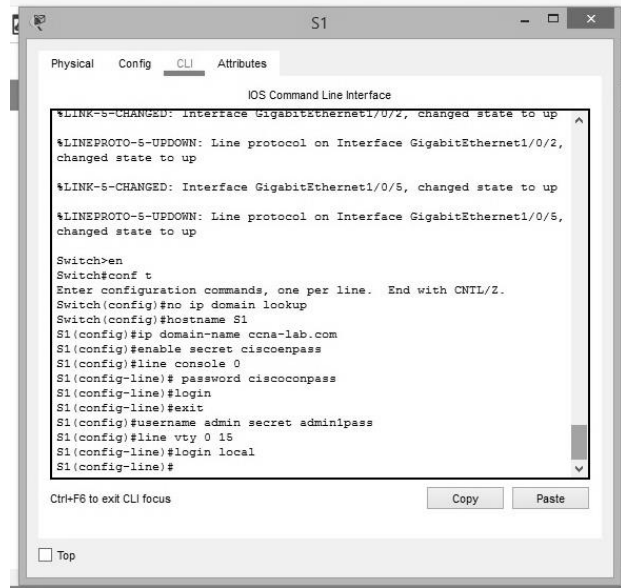 S1
Physical Config CLI Attributes
IOS Command Line Interface
%LINK-5-CHANGED: Interface GigabitEthernet1/0/2, changed state to up
%LINEPROTO-5-UPDOWN: Line protocol on Interface GigabitEthernet1/0/2,
changed state to up
%LINK-5-CHANGED: Interface GigabitEthernet1/0/5, changed state to up
%LINEPROTO-5-UPDOWN: Line protocol on Interface GigabitEthernet1/0/5,
changed state to up
Switch>en
Switch#conf t
Enter configuration commands, one per line.  End with CNTL/Z.
Switch(config)#no ip domain lookup
Switch(config)#hostname S1
S1(config)#ip domain-name ccna-lab.com
S1(config)#enable secret ciscoenpass
S1(config)#line console 0
S1(config-line)# password ciscoconpass
S1(config-line)#login
S1(config-line)#exit
S1(config)#username admin secret admin1pass
S1(config)#line vty 0 15
S1(config-line)#login local
S1(config-line)#
Ctrl+F6 to exit CLI focus
Copy Paste
Top